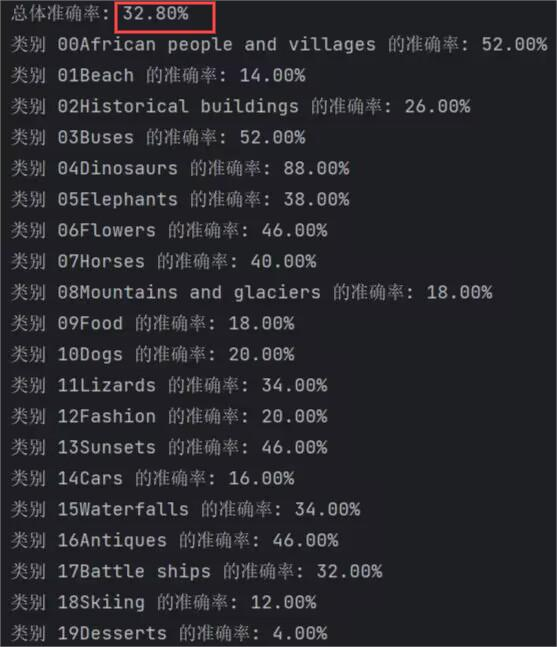 总体准确率: 32.80%
类别 00African people and villages 的准确率: 52.00%
类别 01Beach 的准确率: 14.00%
类别 02Historical buildings 的准确率: 26.00%
类别 03Buses 的准确率: 52.00%
类别 04Dinosaurs 的准确率: 88.00%
类别 05Elephants 的准确率: 38.00%
类别 06Flowers 的准确率: 46.00%
类别 07Horses 的准确率: 40.00%
类别 08Mountains and glaciers 的准确率: 18.00%
类别 09Food 的准确率: 18.00%
类别 10Dogs 的准确率: 20.00%
类别 11Lizards 的准确率: 34.00%
类别 12Fashion 的准确率: 20.00%
类别 13Sunsets 的准确率: 46.00%
类别 14Cars 的准确率: 16.00%
类别 15Waterfalls 的准确率: 34.00%
类别 16Antiques 的准确率: 46.00%
类别 17Battle ships 的准确率: 32.00%
类别 18Skiing 的准确率: 12.00%
类别 19Desserts 的准确率: 4.00%